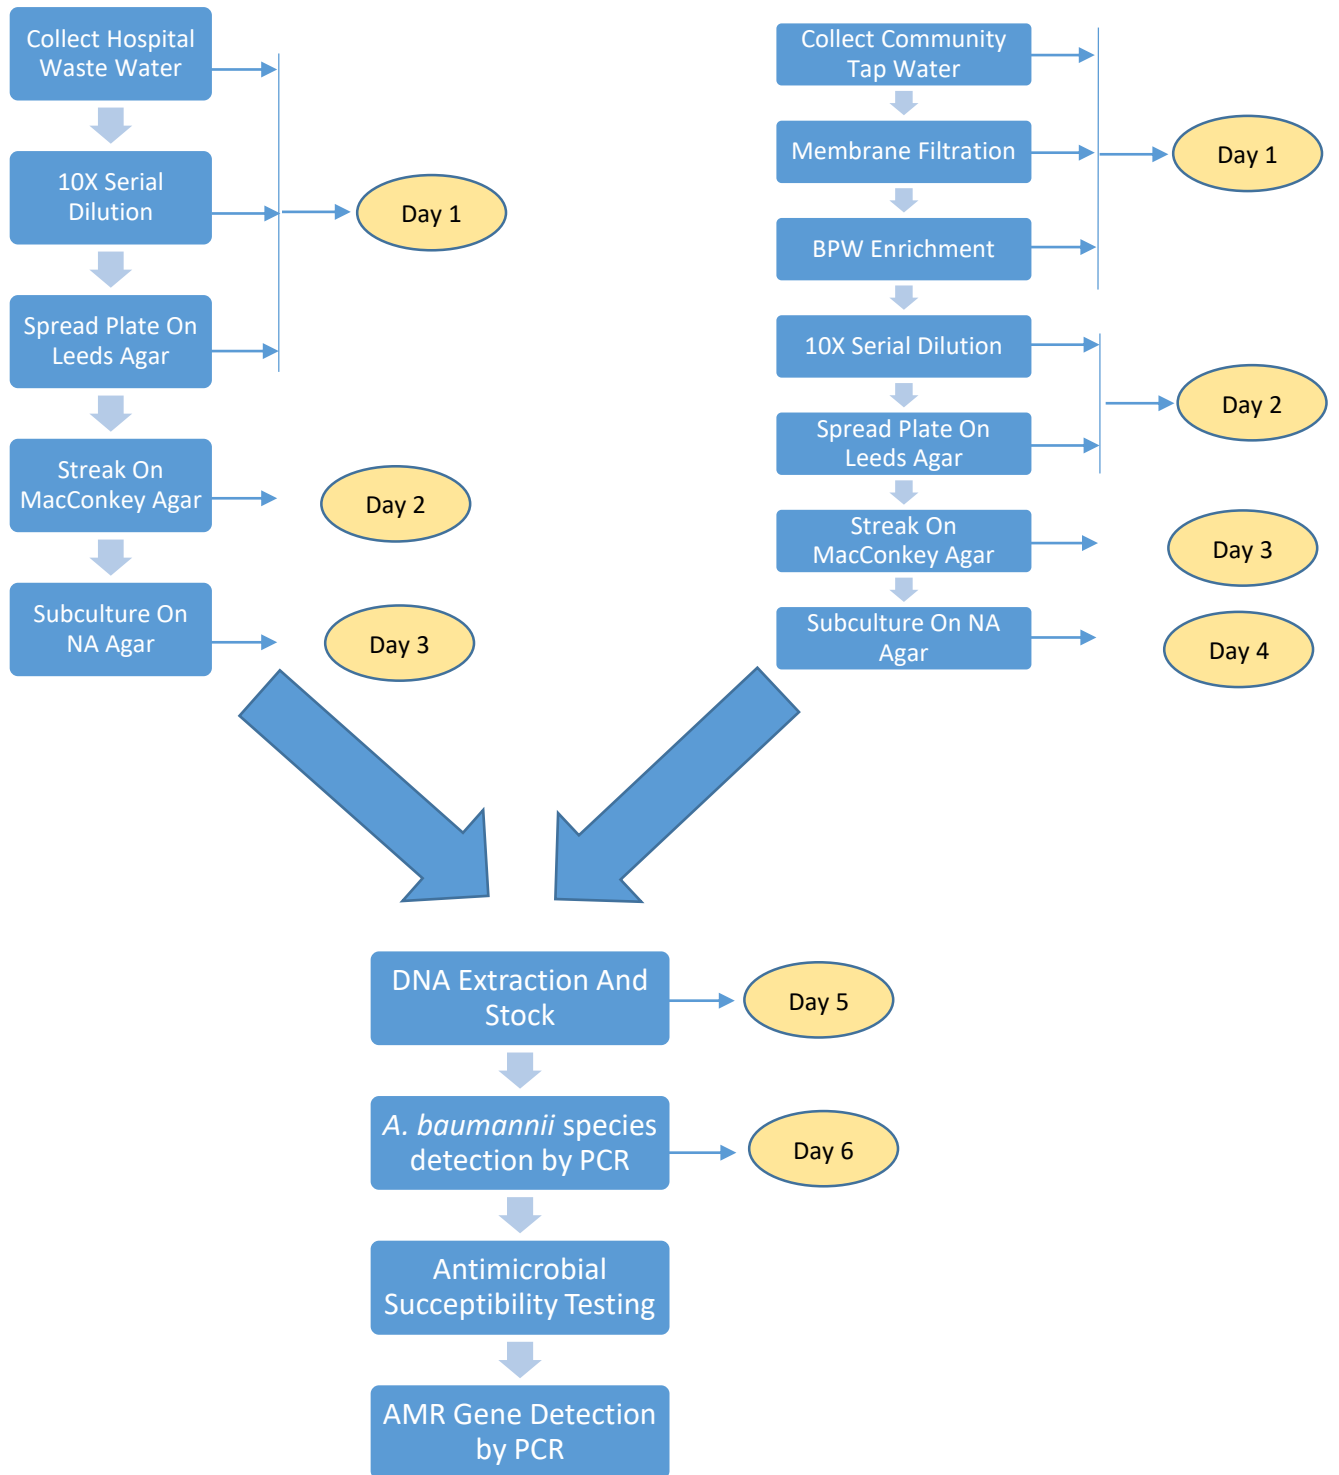 Collect Hospital
Waste Water
10X Serial
Dilution
Day 1
Spread Plate On
Leeds Agar
Streak On
MacConkey Agar
Day 2
Subculture On
NA Agar
Day 3
Collect Community
Tap Water
Membrane Filtration
Day 1
BPW Enrichment
10X Serial Dilution
Day 2
Spread Plate On
Leeds Agar
Streak On
MacConkey Agar
Day 3
Subculture On NA
Agar
Day 4
DNA Extraction And
Stock
Day 5
A. baumannii species
detection by PCR
Day 6
Antimicrobial
Succeptibility Testing
AMR Gene Detection
by PCR